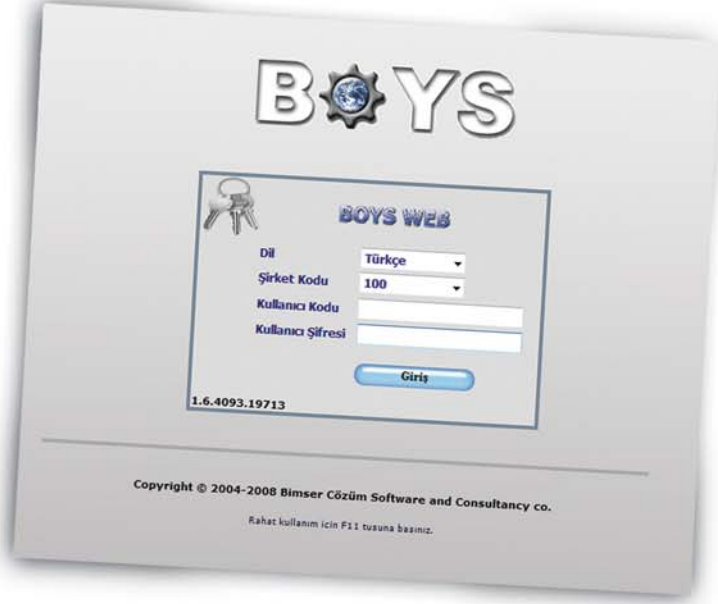 BOYS
BOYS WEB
Dil Türkçe
Şirket Kodu 100
Kullanıcı Kodu
Kullanıcı Şifresi
Giriş
1.6.4093.19713
Copyright © 2004-2008 Bimser Cözüm Software and Consultancy co.
Rahat kullanım icin F11 tusuna basınız.